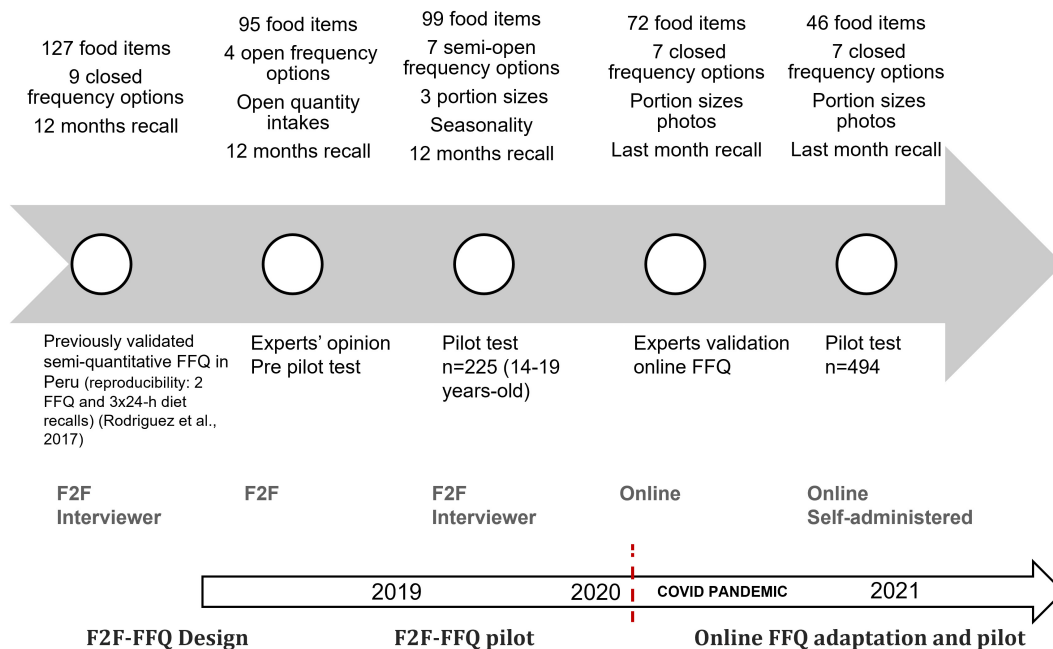 127 food items
9 closed
frequency options
12 months recall
95 food items
4 open frequency
options
Open quantity
intakes
12 months recall
99 food items
7 semi-open
frequency options
3 portion sizes
Seasonality
12 months recall
72 food items
7 closed
frequency options
Portion sizes
photos
Last month recall
46 food items
7 closed
frequency options
Portion sizes
photos
Last month recall
Previously validated
semi-quantitative FFQ in
Peru (reproducibility: 2
FFQ and 3x24-h diet
recalls) (Rodriguez et al.,
2017)
Experts’ opinion
Pre pilot test
Pilot test
n=225 (14-19
years-old)
Experts validation
online FFQ
Pilot test
n=494
F2F
Interviewer
F2F
F2F
Interviewer
Online
Online
Self-administered
2019
2020
COVID PANDEMIC
2021
F2F-FFQ Design
F2F-FFQ pilot
Online FFQ adaptation and pilot